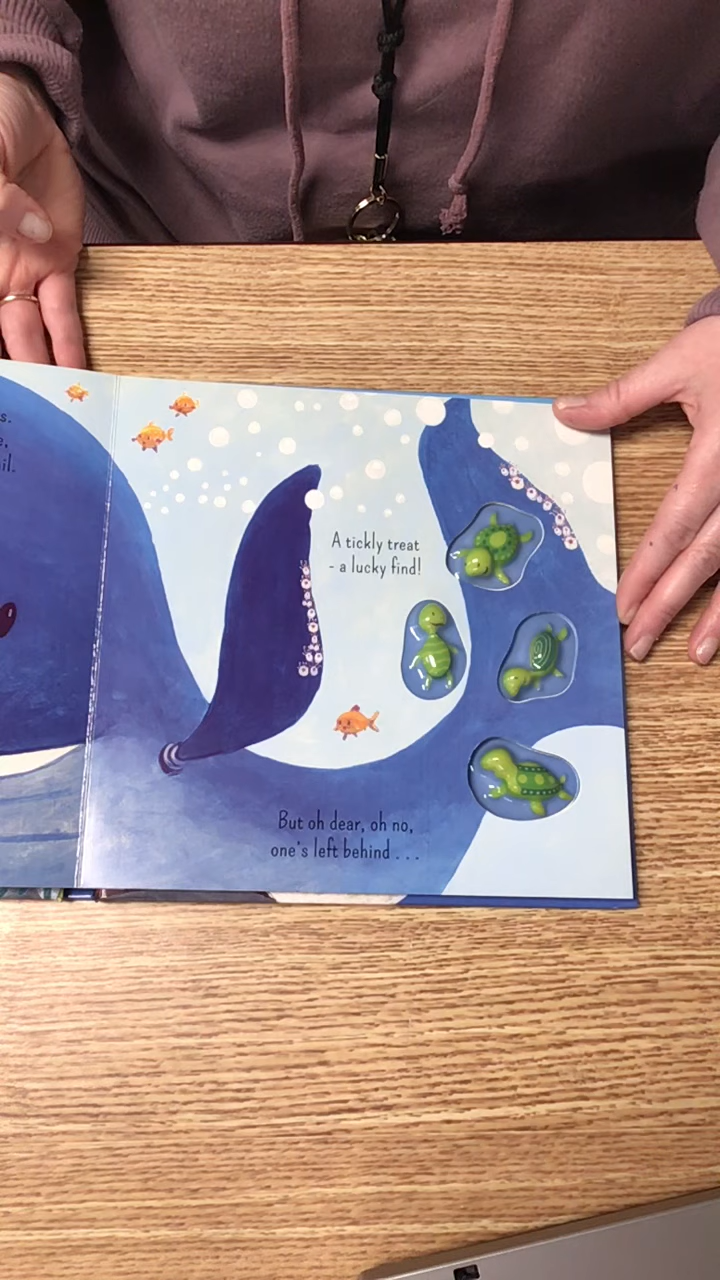 A tickly treat
- a lucky find!
But oh dear, oh no,
one's left behind . . .